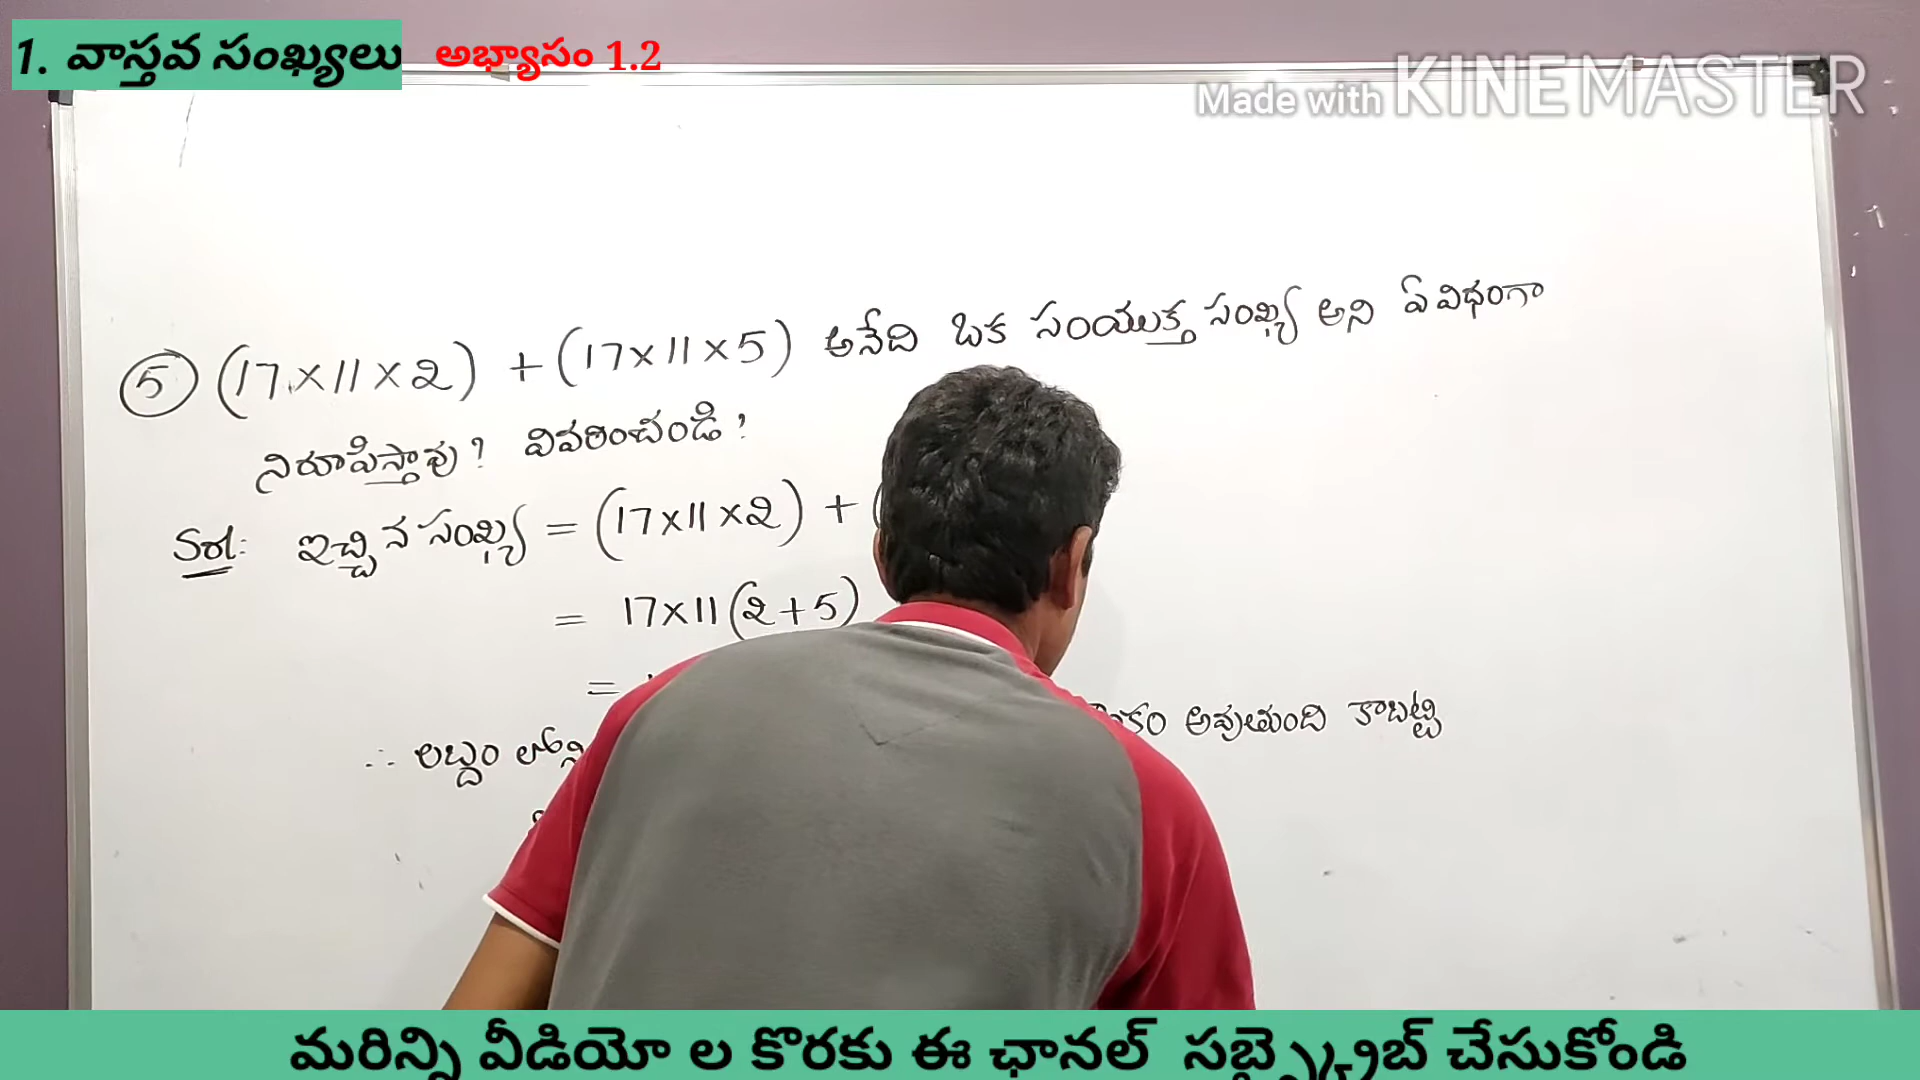 1. వాస్తవ సంఖ్యలు అభ్యాసం 1.2
Made with KINEMASTER
5 (17×11×2) + (17×11×5) అనేది ఒక సంయుక్త సంఖ్య అని ఏ విధంగా
నిరూపిస్తావు? వివరించండి?
Sol: ఇచ్చిన సంఖ్య = (17×11×2) + (
= 17×11(2+5)
=
∴ లబ్దం లోని అవుతుంది కాబట్టి
మరిన్ని వీడియో ల కొరకు ఈ ఛానల్ సబ్స్క్రైబ్ చేసుకోండి